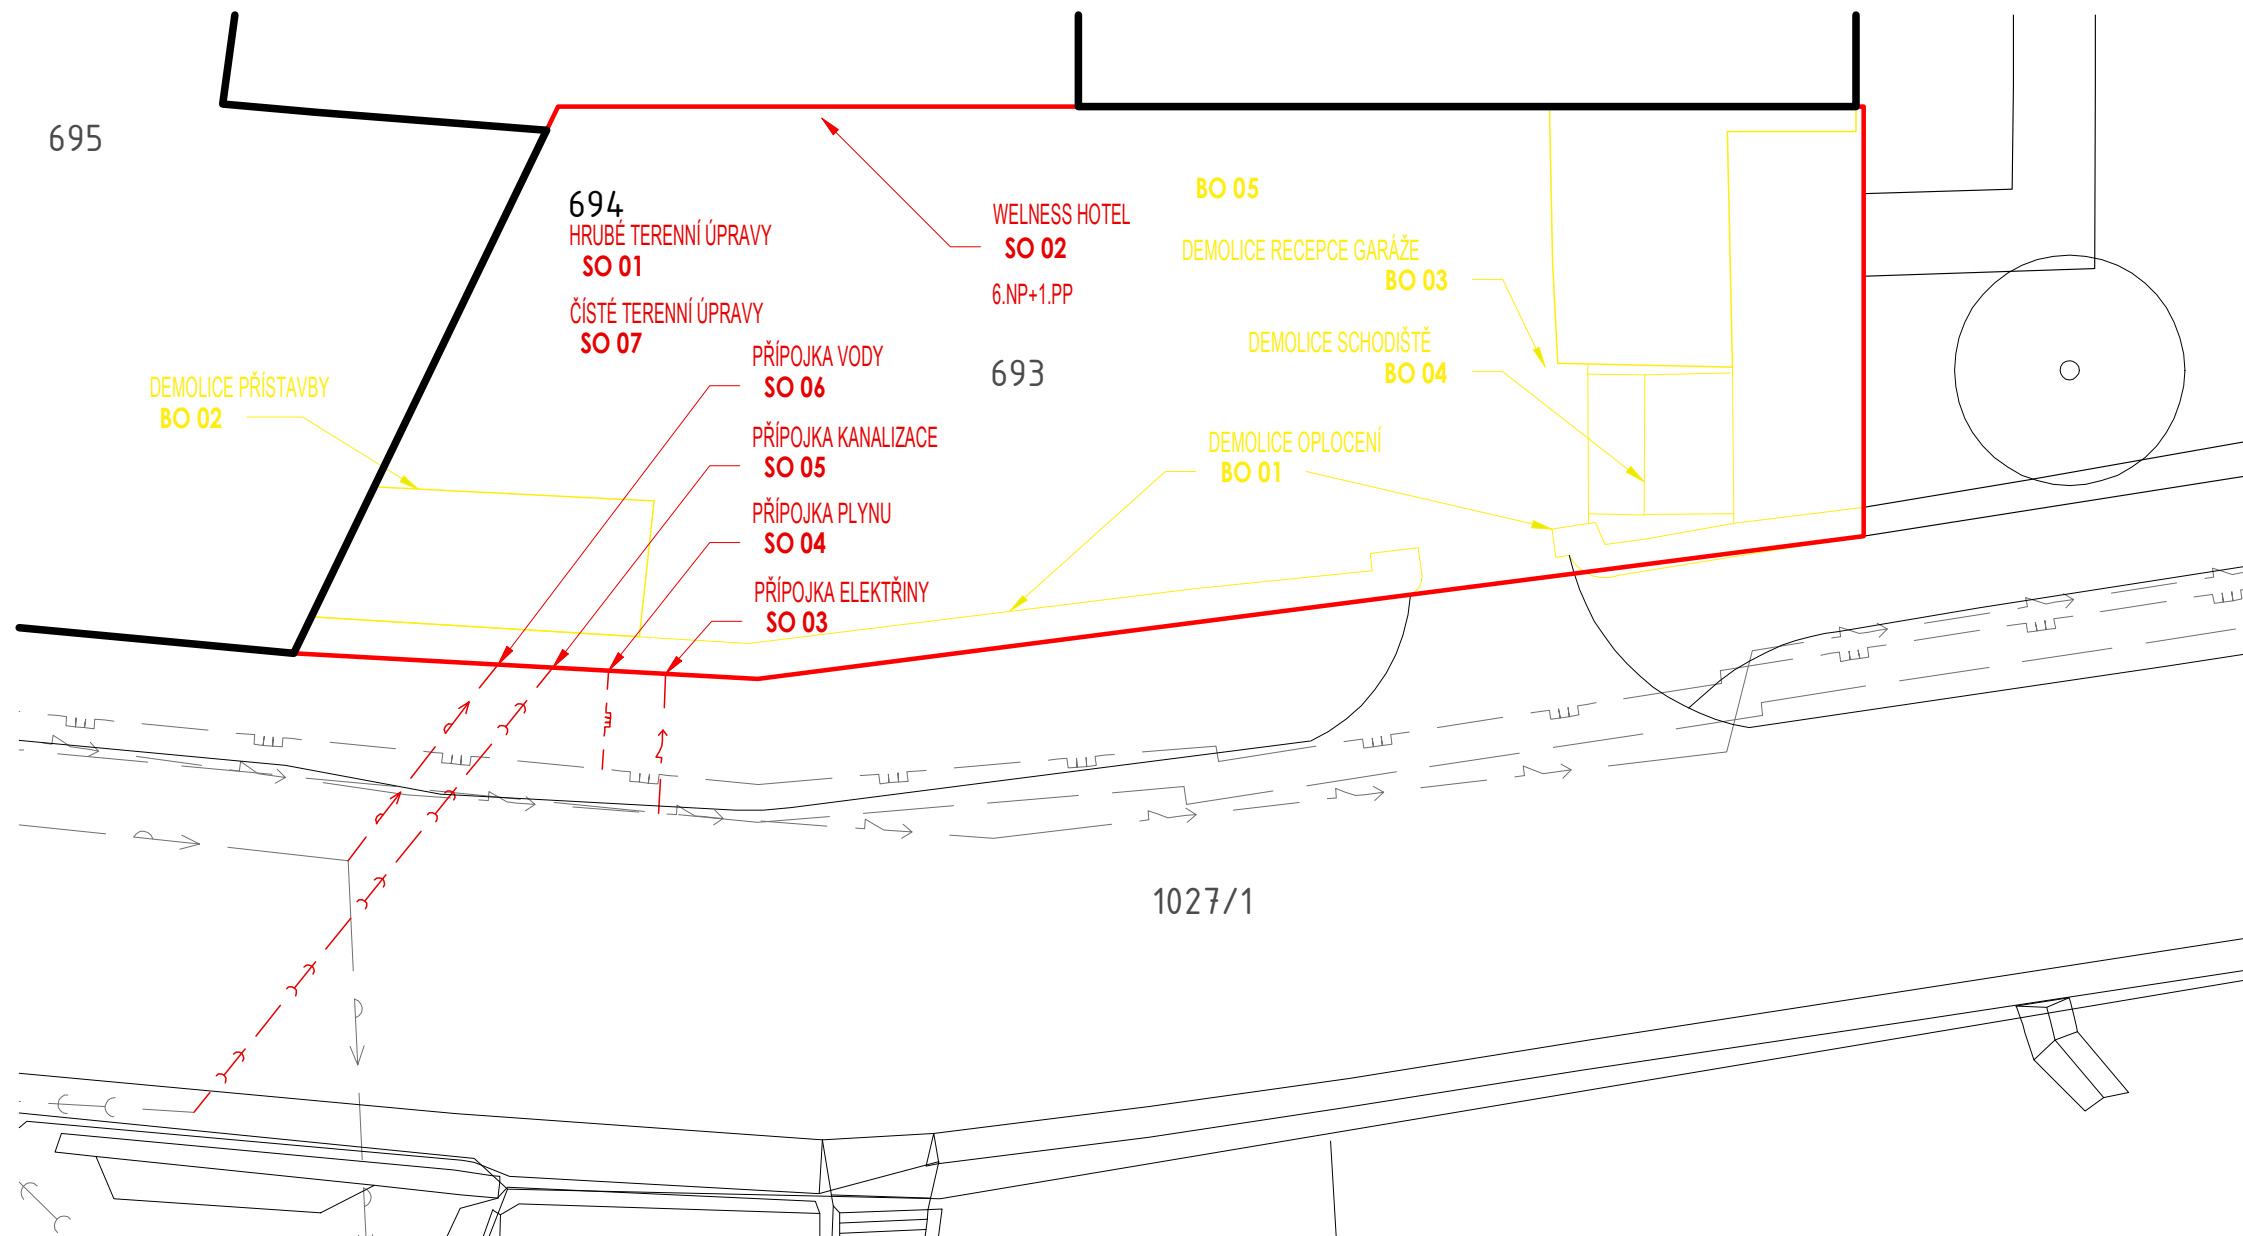 695
694
HRUBÉ TERENNÍ ÚPRAVY
SO 01
ČÍSTÉ TERENNÍ ÚPRAVY
SO 07
WELNESS HOTEL
SO 02
6.NP+1.PP
693
BO 05
DEMOLICE RECEPCE GARÁŽE
BO 03
DEMOLICE SCHODIŠTĚ
BO 04
DEMOLICE OPLOCENÍ
BO 01
DEMOLICE PŘÍSTAVBY
BO 02
PŘÍPOJKA VODY
SO 06
PŘÍPOJKA KANALIZACE
SO 05
PŘÍPOJKA PLYNU
SO 04
PŘÍPOJKA ELEKTŘINY
SO 03
1027/1